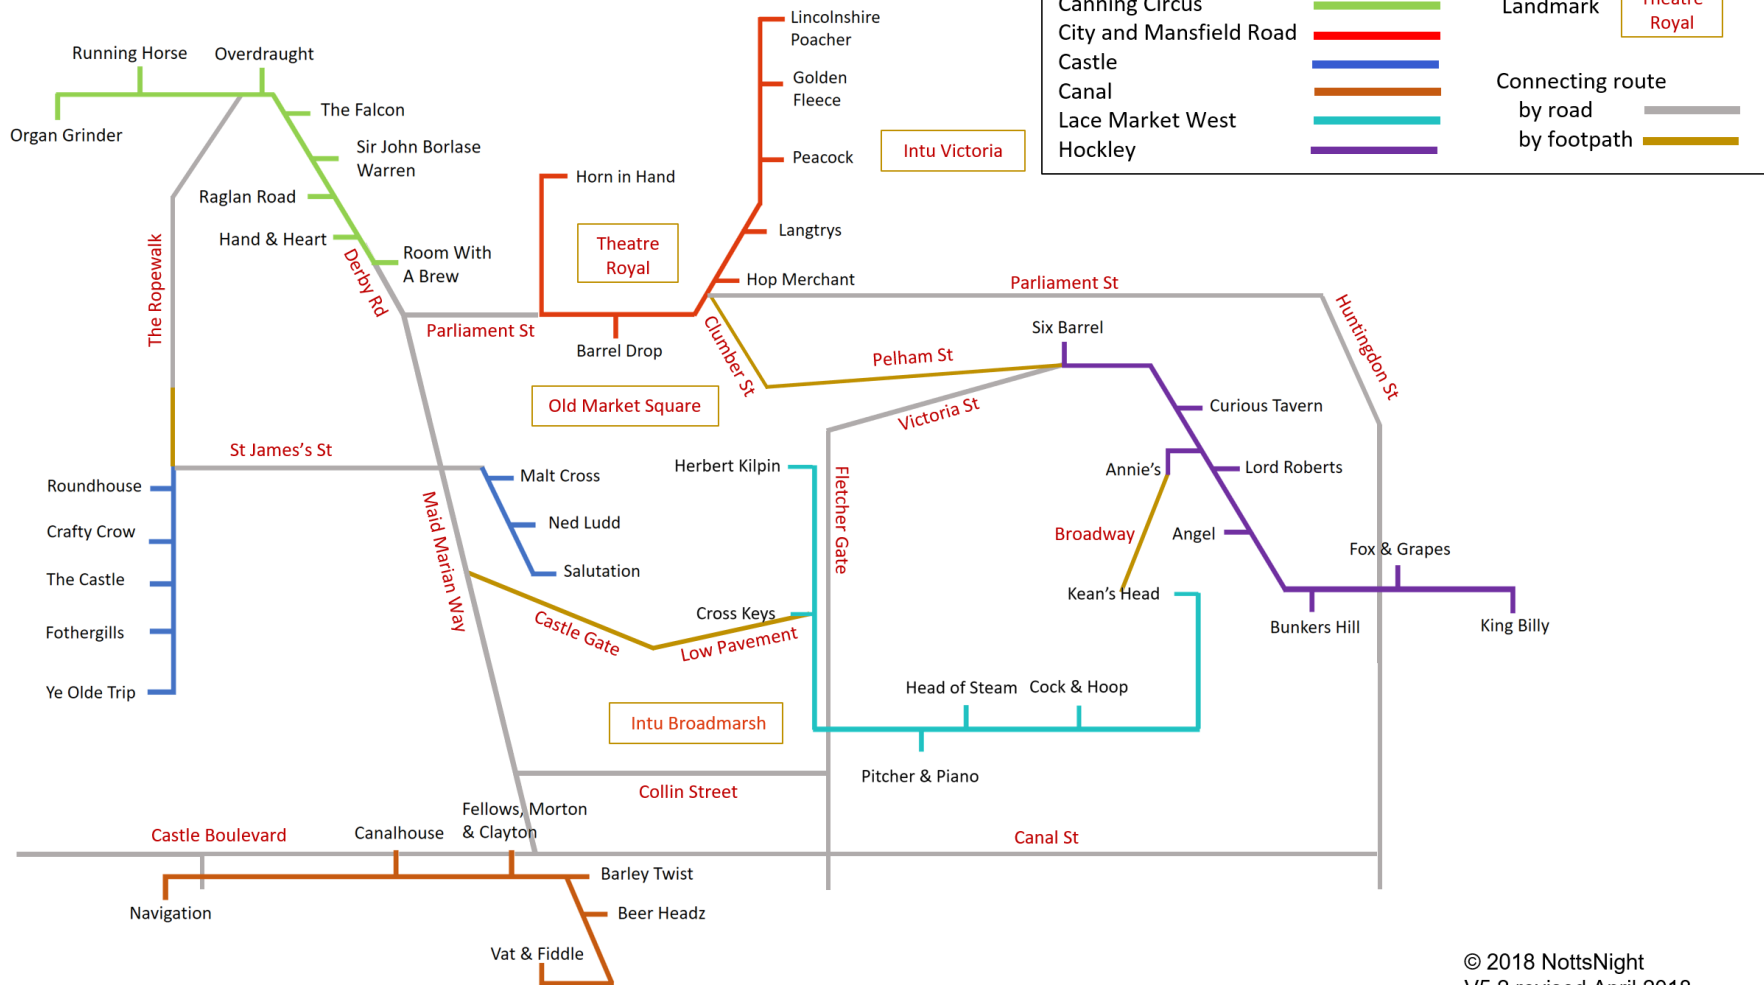 Canning Circus
City and Mansfield Road
Castle
Canal
Lace Market West
Hockley
Landmark
Theatre
Royal
Connecting route
by road
by footpath
Lincolnshire
Poacher
Golden
Fleece
Peacock
Intu Victoria
Running Horse
Overdraught
Organ Grinder
The Falcon
Sir John Borlase
Warren
Raglan Road
Hand & Heart
Room With
A Brew
Derby Rd
The Ropewalk
Horn in Hand
Theatre
Royal
Langtrys
Hop Merchant
Parliament St
Parliament St
Barrel Drop
Clumber St
Pelham St
Six Barrel
Huntingdon St
Old Market Square
Victoria St
Curious Tavern
St James's St
Roundhouse
Crafty Crow
The Castle
Fothergills
Ye Olde Trip
Malt Cross
Ned Ludd
Salutation
Maid Marian Way
Herbert Kilpin
Fletcher Gate
Annie's
Lord Roberts
Broadway
Angel
Fox & Grapes
Kean's Head
Bunkers Hill
King Billy
Cross Keys
Castle Gate
Low Pavement
Intu Broadmarsh
Head of Steam
Cock & Hoop
Pitcher & Piano
Collin Street
Fellows, Morton
& Clayton
Castle Boulevard
Canalhouse
Canal St
Barley Twist
Navigation
Beer Headz
Vat & Fiddle
© 2018 NottsNight
V5.2 revised April 2018